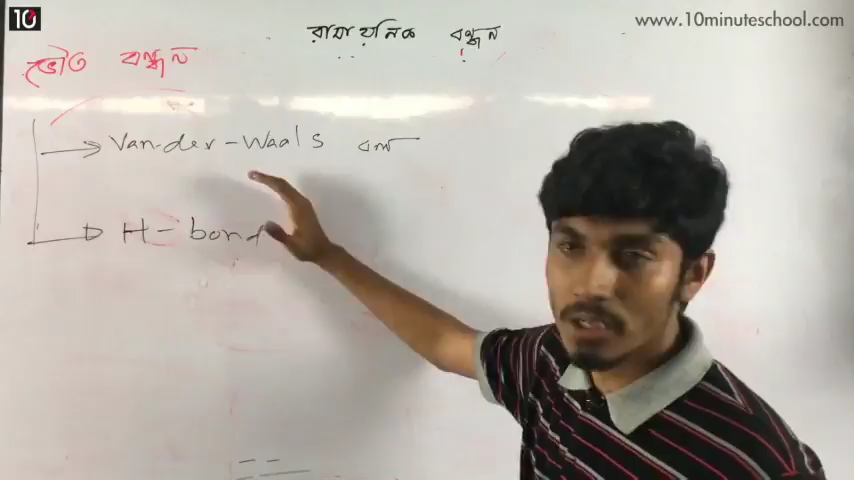 10
www.10minuteschool.com
রাসায়নিক বন্ধন
ভৌত বন্ধন
Van-der-Waals বল
H-bond